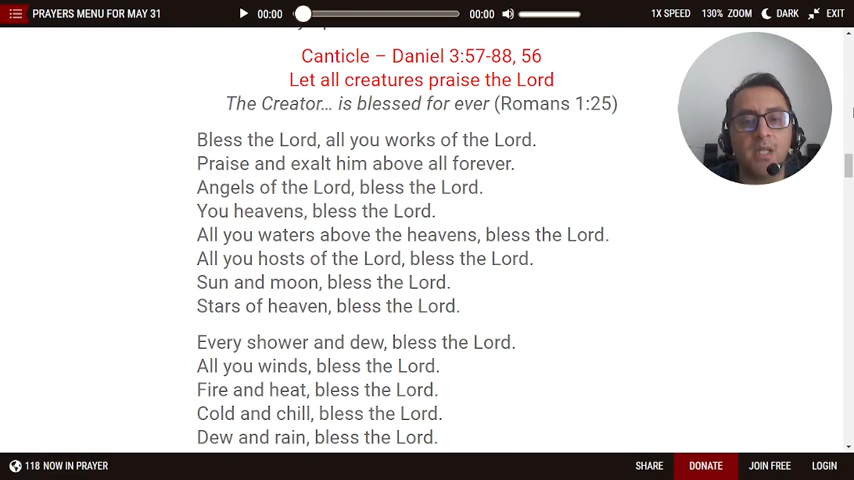 PRAYERS MENU FOR MAY 31
00:00
00:00
1X SPEED
130% ZOOM
DARK
EXIT
Canticle – Daniel 3:57-88, 56
Let all creatures praise the Lord
The Creator… is blessed for ever (Romans 1:25)
Bless the Lord, all you works of the Lord.
Praise and exalt him above all forever.
Angels of the Lord, bless the Lord.
You heavens, bless the Lord.
All you waters above the heavens, bless the Lord.
All you hosts of the Lord, bless the Lord.
Sun and moon, bless the Lord.
Stars of heaven, bless the Lord.
Every shower and dew, bless the Lord.
All you winds, bless the Lord.
Fire and heat, bless the Lord.
Cold and chill, bless the Lord.
Dew and rain, bless the Lord.
118 NOW IN PRAYER
SHARE
DONATE
JOIN FREE
LOGIN